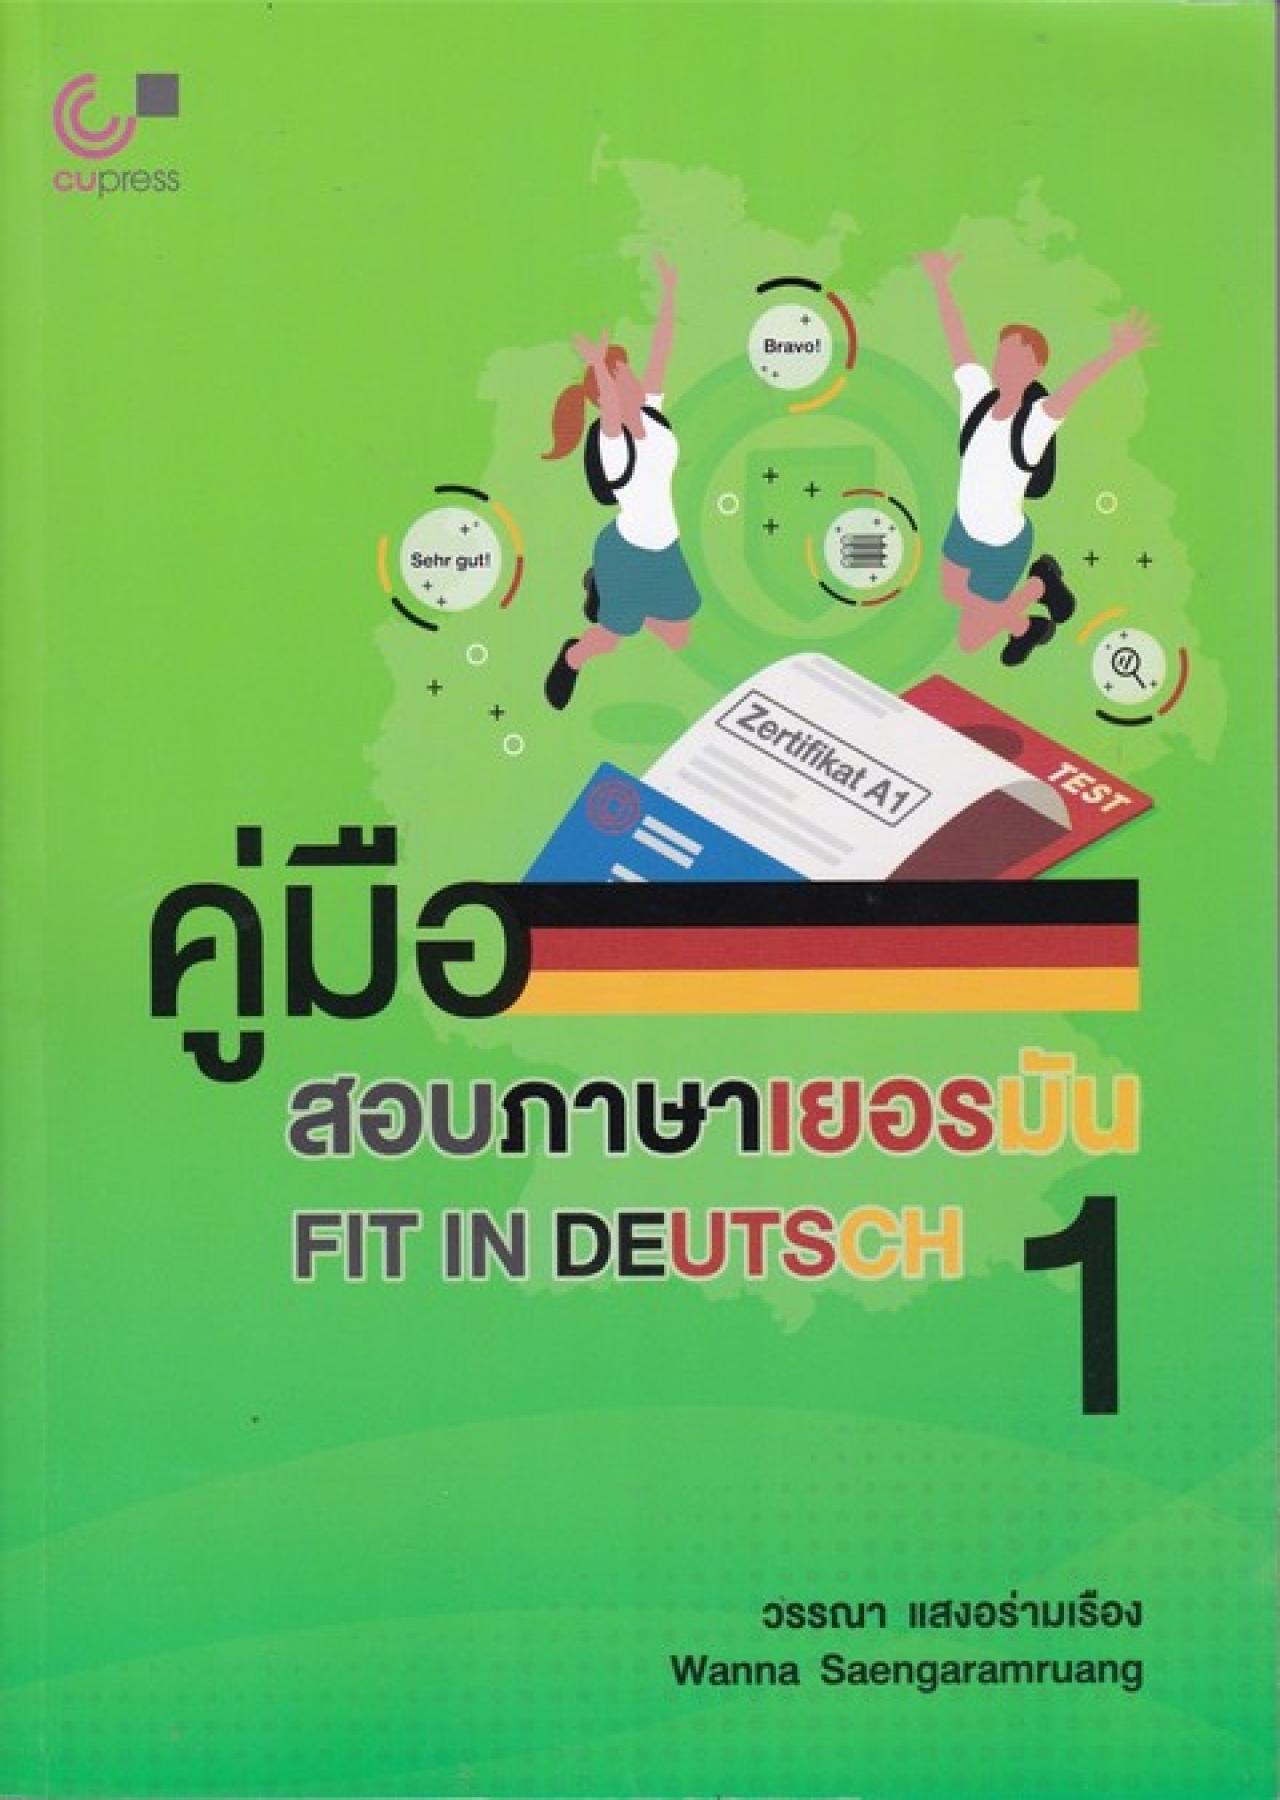 cupress
Bravo!
Sehr gut!
Zertifikat A1
TEST
คู่มือ
สอบภาษาเยอรมัน
FIT IN DEUTSCH 1
วรรณา แสงอร่ามเรือง
Wanna Saengaramruang